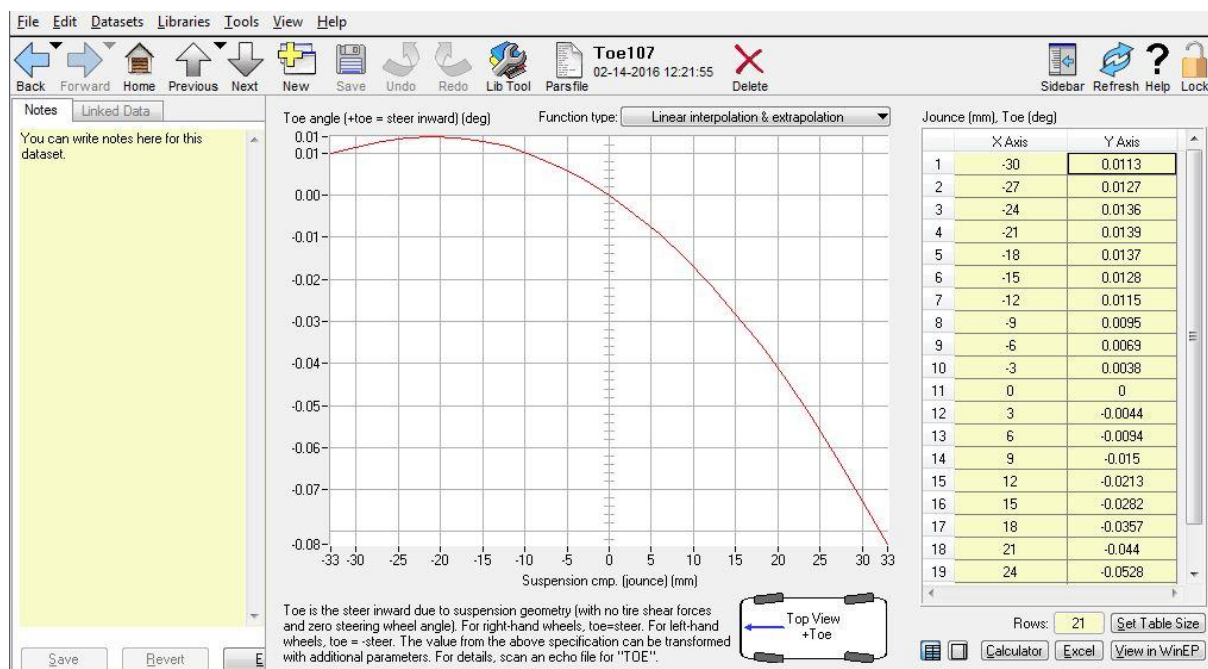 File Edit Datasets Libraries Tools View Help
Toe107
02-14-2016 12:21:55
Back Forward Home Previous Next New Save Undo Redo Lib Tool Parsfile Delete Sidebar Refresh Help Lock
Notes Linked Data
You can write notes here for this
dataset.
Save Revert E
Toe angle (+toe = steer inward) (deg) Function type: Linear interpolation & extrapolation
0.01
0.01
0.00
-0.01
-0.02
-0.03
-0.04
-0.05
-0.06
-0.07
-0.08
-33 -30 -25 -20 -15 -10 -5 0 5 10 15 20 25 30 33
Suspension cmp. (jounce) (mm)
Toe is the steer inward due to suspension geometry (with no tire shear forces
and zero steering wheel angle). For right-hand wheels, toe=steer. For left-hand
wheels, toe = -steer. The value from the above specification can be transformed
with additional parameters. For details, scan an echo file for "TOE".
Top View
+Toe
Jounce (mm), Toe (deg)
X Axis Y Axis
1 -30 0.0113
2 -27 0.0127
3 -24 0.0136
4 -21 0.0139
5 -18 0.0137
6 -15 0.0128
7 -12 0.0115
8 -9 0.0095
9 -6 0.0069
10 -3 0.0038
11 0 0
12 3 -0.0044
13 6 -0.0094
14 9 -0.015
15 12 -0.0213
16 15 -0.0282
17 18 -0.0357
18 21 -0.044
19 24 -0.0528
Rows: 21 Set Table Size
Calculator Excel View in WinEP